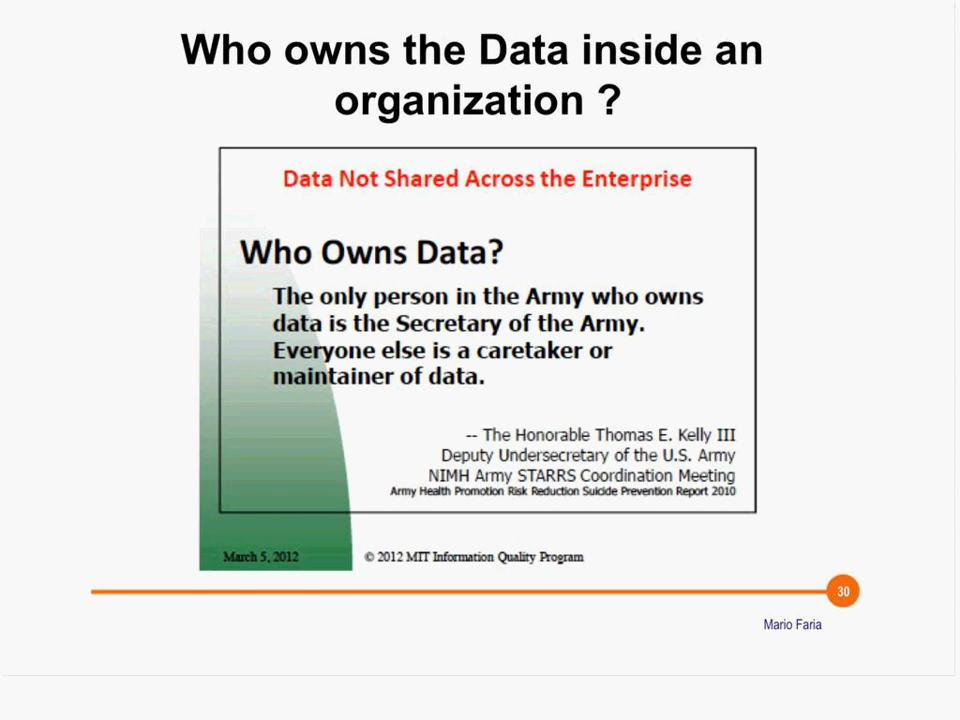 Who owns the Data inside an
organization ?
Data Not Shared Across the Enterprise
Who Owns Data?
The only person in the Army who owns
data is the Secretary of the Army.
Everyone else is a caretaker or
maintainer of data.
-- The Honorable Thomas E. Kelly III
Deputy Undersecretary of the U.S. Army
NIMH Army STARRS Coordination Meeting
Army Health Promotion Risk Reduction Suicide Prevention Report 2010
March 5, 2012 © 2012 MIT Information Quality Program
30
Mario Faria